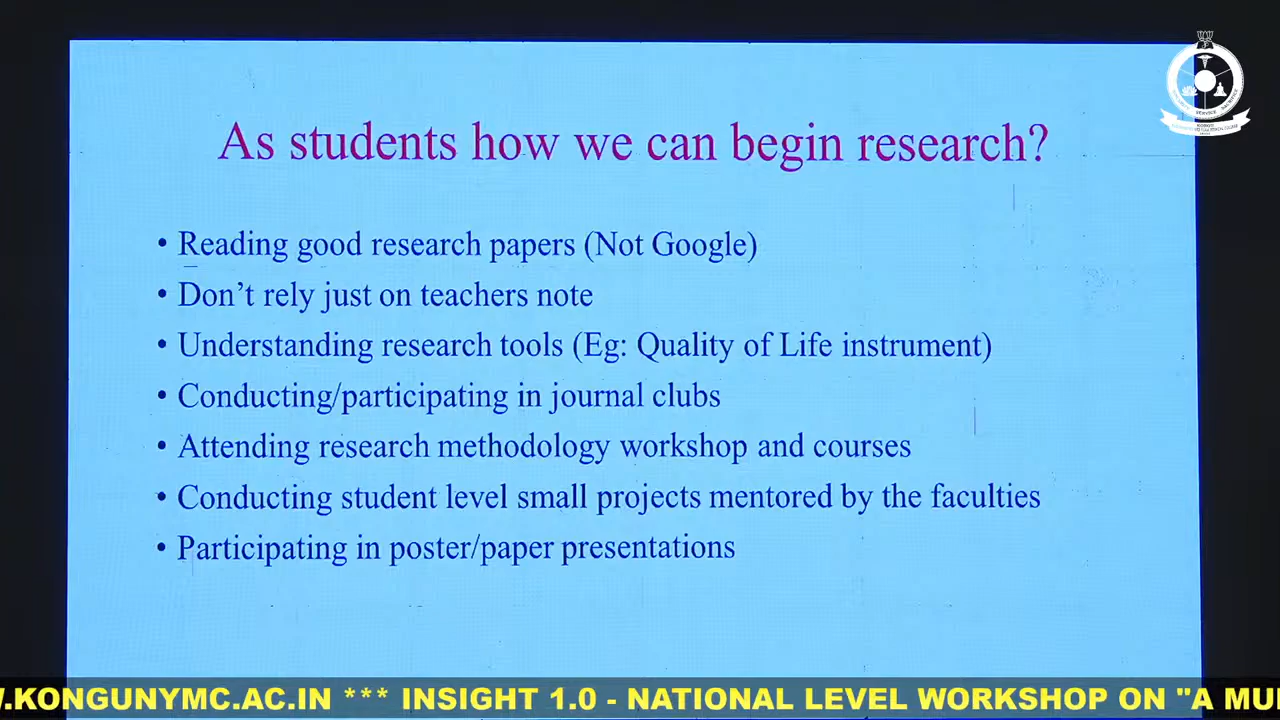 As students how we can begin research?
• Reading good research papers (Not Google)
• Don't rely just on teachers note
• Understanding research tools (Eg: Quality of Life instrument)
• Conducting/participating in journal clubs
• Attending research methodology workshop and courses
• Conducting student level small projects mentored by the faculties
• Participating in poster/paper presentations
.KONGUNYMC.AC.IN *** INSIGHT 1.0 - NATIONAL LEVEL WORKSHOP ON "A